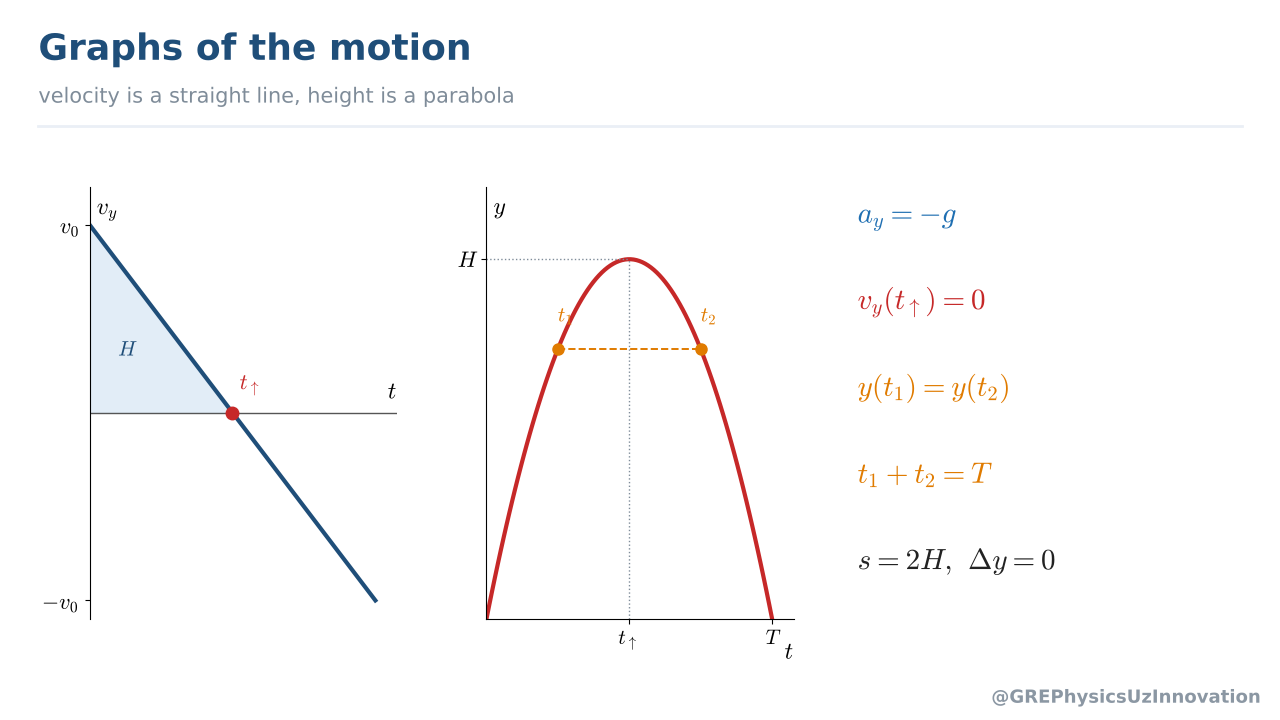 Graphs of the motion
velocity is a straight line, height is a parabola
v_y
v_0
H
t_↑
t
−v_0
y
H
t_1
t_2
t_↑
T
t
a_y = −g
v_y(t_↑) = 0
y(t_1) = y(t_2)
t_1 + t_2 = T
s = 2H, Δy = 0
@GREPhysicsUzInnovation